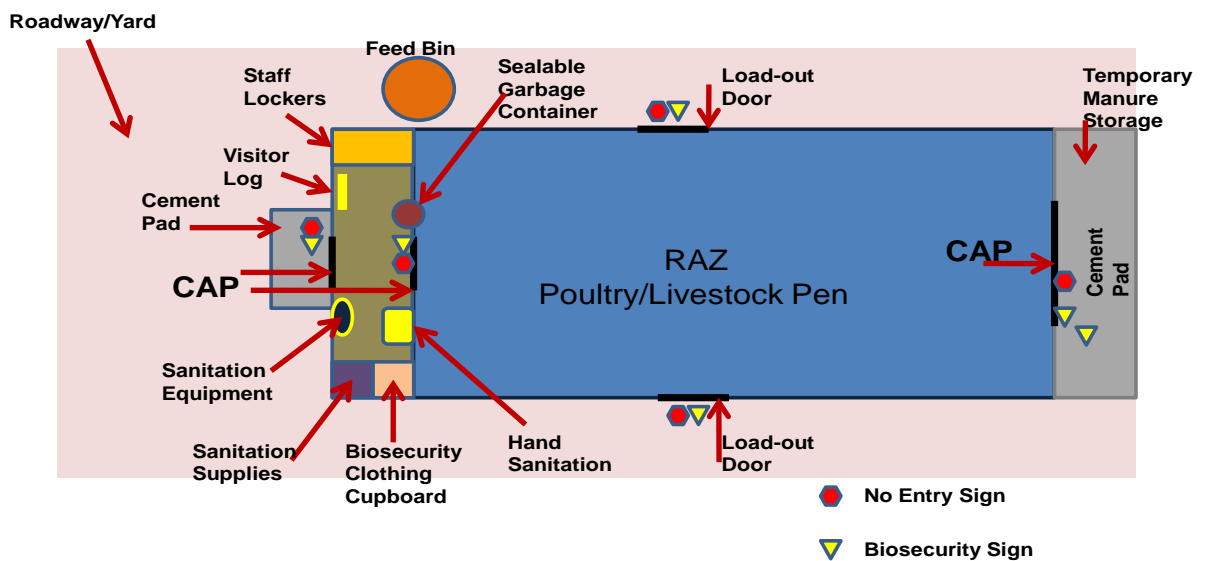 Roadway/Yard
Feed Bin
Staff
Lockers
Sealable
Garbage
Container
Load-out
Door
Temporary
Manure
Storage
Visitor
Log
Cement
Pad
CAP
RAZ
Poultry/Livestock Pen
CAP
Cement
Pad
Sanitation
Equipment
Sanitation
Supplies
Biosecurity
Clothing
Cupboard
Hand
Sanitation
Load-out
Door
No Entry Sign
Biosecurity Sign